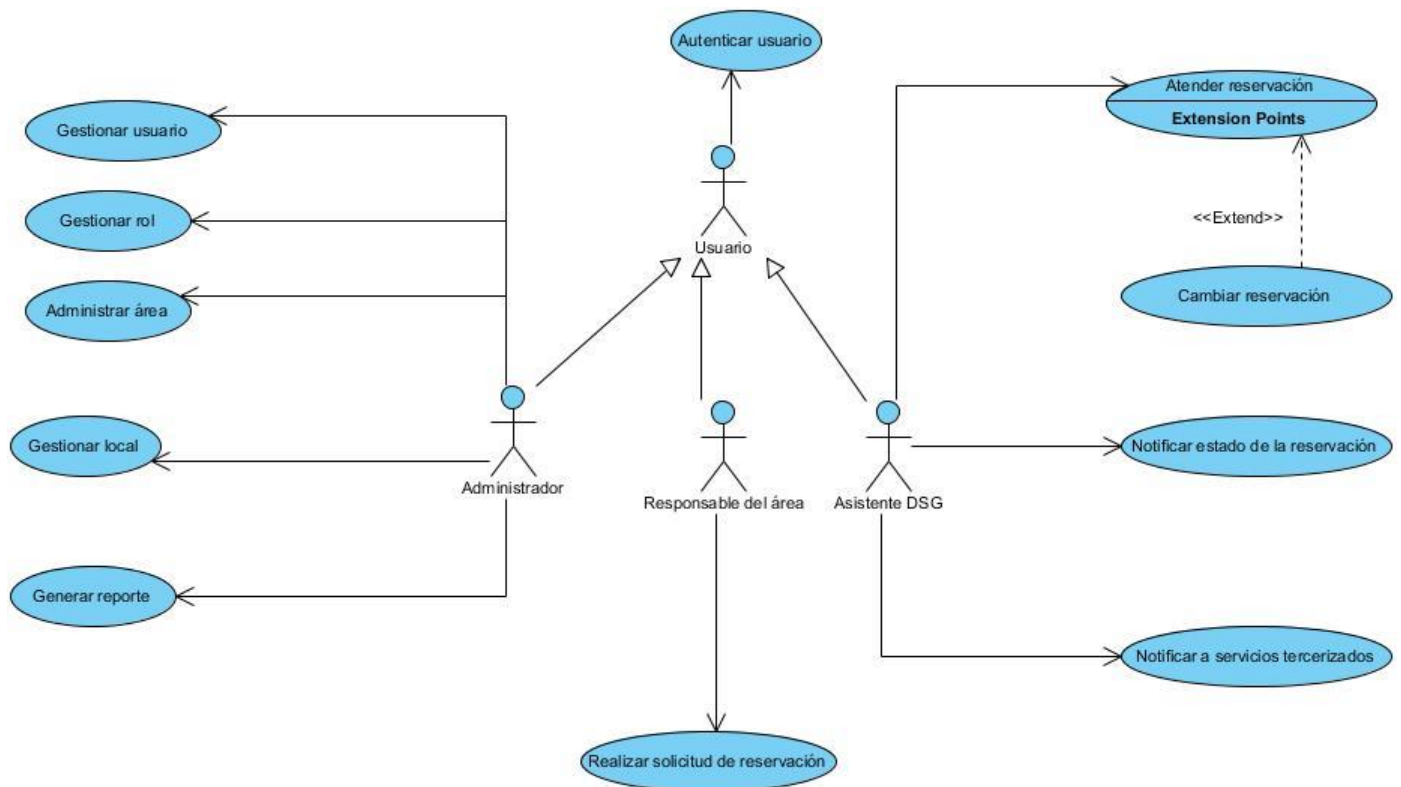 Autenticar usuario
Atender reservación
Extension Points
Gestionar usuario
Gestionar rol
<<Extend>>
Usuario
Cambiar reservación
Administrar área
Gestionar local
Notificar estado de la reservación
Administrador
Responsable del área
Asistente DSG
Generar reporte
Notificar a servicios tercerizados
Realizar solicitud de reservación